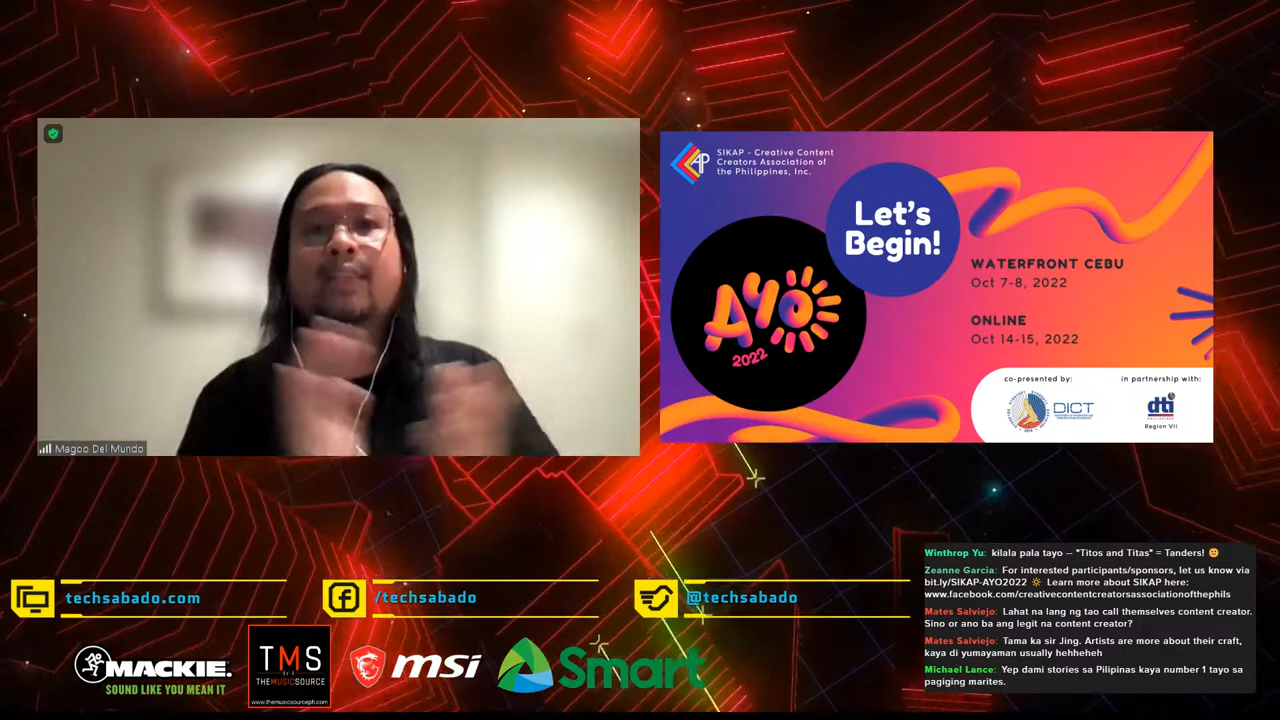 SIKAP - Creative Content
Creators Association of
the Philippines, Inc.
AP
Let's
Begin!
AYO
2022
WATERFRONT CEBU
Oct 7-8, 2022
ONLINE
Oct 14-15, 2022
co-presented by:
in partnership with:
DICT
dti
PHILIPPINES
Region VII
Magoo Del Mundo
Winthrop Yu: kilala pala tayo -- "Titos and Titas" = Tanders! 🙂
Zeanne Garcia: For interested participants/sponsors, let us know via
bit.ly/SIKAP-AYO2022 🔆 Learn more about SIKAP here:
www.facebook.com/creativecontentcreatorsassociationofthephils
Mates Salviejo: Lahat na lang ng tao call themselves content creator.
Sino or ano ba ang legit na content creator?
Mates Salviejo: Tama ka sir Jing. Artists are more about their craft,
kaya di yumayaman usually hehheheh
Michael Lance: Yep dami stories sa Pilipinas kaya number 1 tayo sa
pagiging marites.
techsabado.com
/techsabado
@techsabado
MACKIE.
SOUND LIKE YOU MEAN IT
TMS
THEMUSICSOURCE
www.themusicsourceph.com
msi
Smart